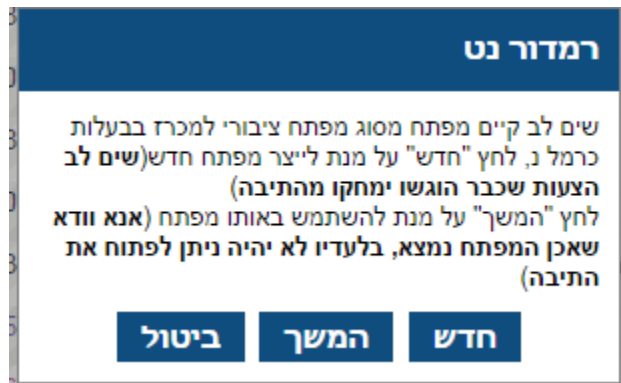 רמדור נט
שים לב קיים מפתח מסוג מפתח ציבורי למכרז בבעלות
כרמל נ, לחץ "חדש" על מנת לייצר מפתח חדש(שים לב
הצעות שכבר הוגשו ימחקו מהתיבה)
לחץ "המשך" על מנת להשתמש באותו מפתח (אנא וודא
שאכן המפתח נמצא, בלעדיו לא יהיה ניתן לפתוח את
התיבה)
חדש המשך ביטול